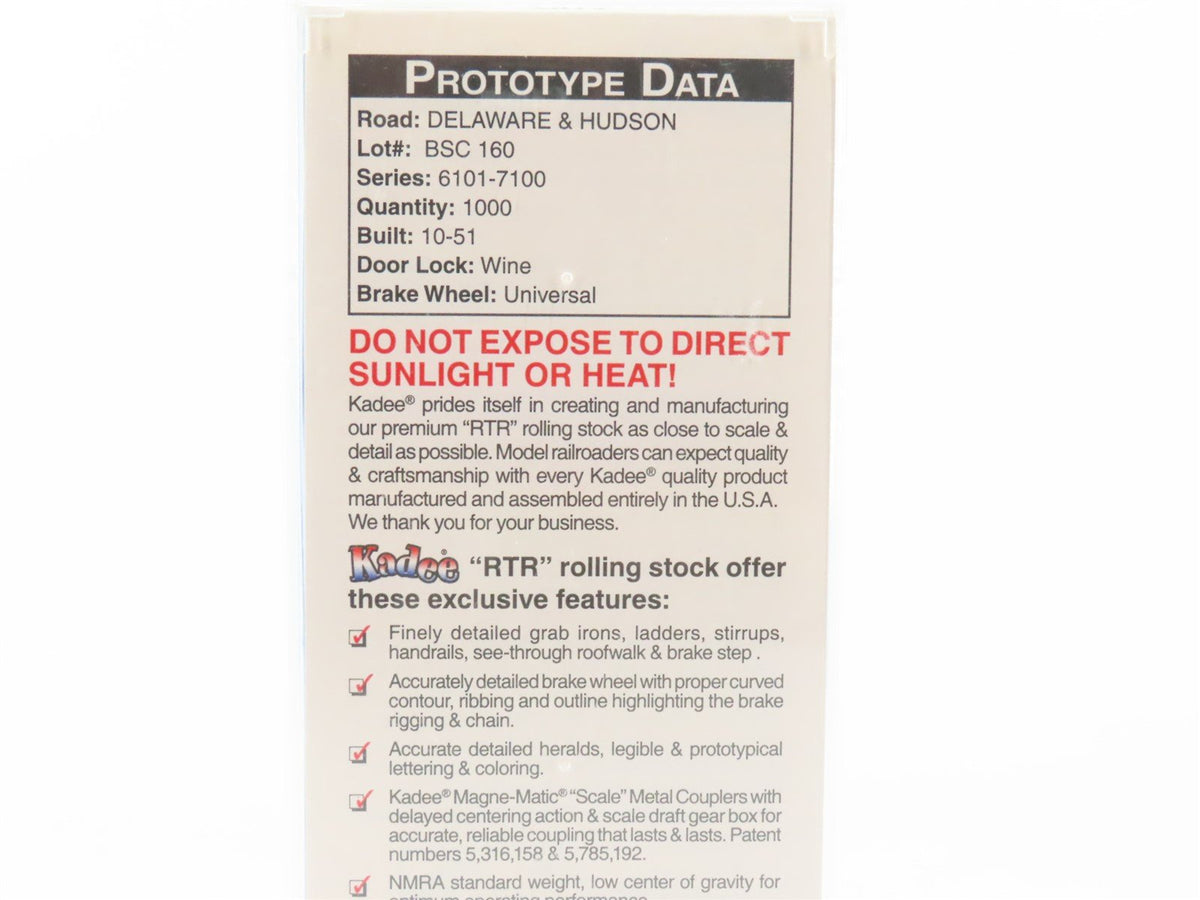 PROTOTYPE DATA
Road: DELAWARE & HUDSON
Lot#: BSC 160
Series: 6101-7100
Quantity: 1000
Built: 10-51
Door Lock: Wine
Brake Wheel: Universal
DO NOT EXPOSE TO DIRECT
SUNLIGHT OR HEAT!
Kadee® prides itself in creating and manufacturing
our premium “RTR” rolling stock as close to scale &
detail as possible. Model railroaders can expect quality
& craftsmanship with every Kadee® quality product
manufactured and assembled entirely in the U.S.A.
We thank you for your business.
Kadee® “RTR” rolling stock offer
these exclusive features:
Finely detailed grab irons, ladders, stirrups,
handrails, see-through roofwalk & brake step .
Accurately detailed brake wheel with proper curved
contour, ribbing and outline highlighting the brake
rigging & chain.
Accurate detailed heralds, legible & prototypical
lettering & coloring.
Kadee® Magne-Matic® “Scale” Metal Couplers with
delayed centering action & scale draft gear box for
accurate, reliable coupling that lasts & lasts. Patent
numbers 5,316,158 & 5,785,192.
NMRA standard weight, low center of gravity for